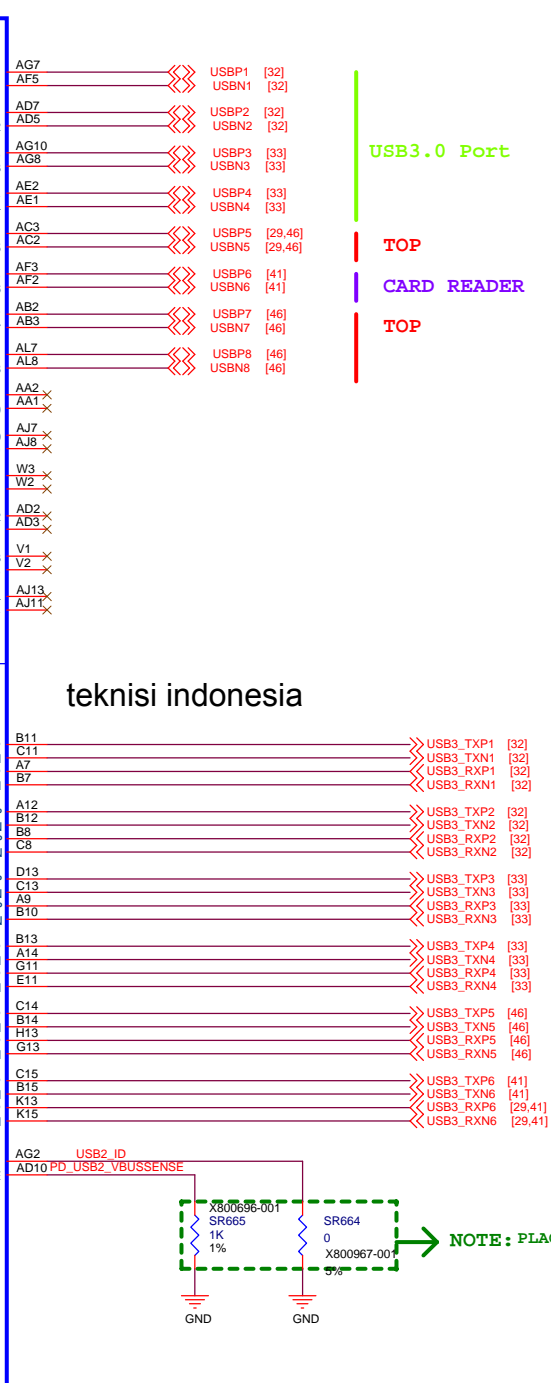 AG7 USBP1 [32]
AF5 USBN1 [32]
AD7 USBP2 [32]
AD5 USBN2 [32]
AG10 USBP3 [33]
AG8 USBN3 [33]
USB3.0 Port
AE2 USBP4 [33]
AE1 USBN4 [33]
AC3 USBP5 [29,46]
AC2 USBN5 [29,46]
TOP
AF3 USBP6 [41]
AF2 USBN6 [41]
CARD READER
AB2 USBP7 [46]
AB3 USBN7 [46]
TOP
AL7 USBP8 [46]
AL8 USBN8 [46]
AA2
AA1
AJ7
AJ8
W3
W2
AD2
AD3
V1
V2
AJ13
AJ11
teknisi indonesia
B11 USB3_TXP1 [32]
C11 USB3_TXN1 [32]
A7 USB3_RXP1 [32]
B7 USB3_RXN1 [32]
A12 USB3_TXP2 [32]
B12 USB3_TXN2 [32]
B8 USB3_RXP2 [32]
C8 USB3_RXN2 [32]
D13 USB3_TXP3 [33]
C13 USB3_TXN3 [33]
A9 USB3_RXP3 [33]
B10 USB3_RXN3 [33]
B13 USB3_TXP4 [33]
A14 USB3_TXN4 [33]
G11 USB3_RXP4 [33]
E11 USB3_RXN4 [33]
C14 USB3_TXP5 [46]
B14 USB3_TXN5 [46]
H13 USB3_RXP5 [46]
G13 USB3_RXN5 [46]
C15 USB3_TXP6 [41]
B15 USB3_TXN6 [41]
K13 USB3_RXP6 [29,41]
K15 USB3_RXN6 [29,41]
AG2 USB2_ID
AD10 PD_USB2_VBUSSENSE
X800696-001
SR665
1K
1%
SR664
0
X800967-001
5%
NOTE: PLAC
GND
GND